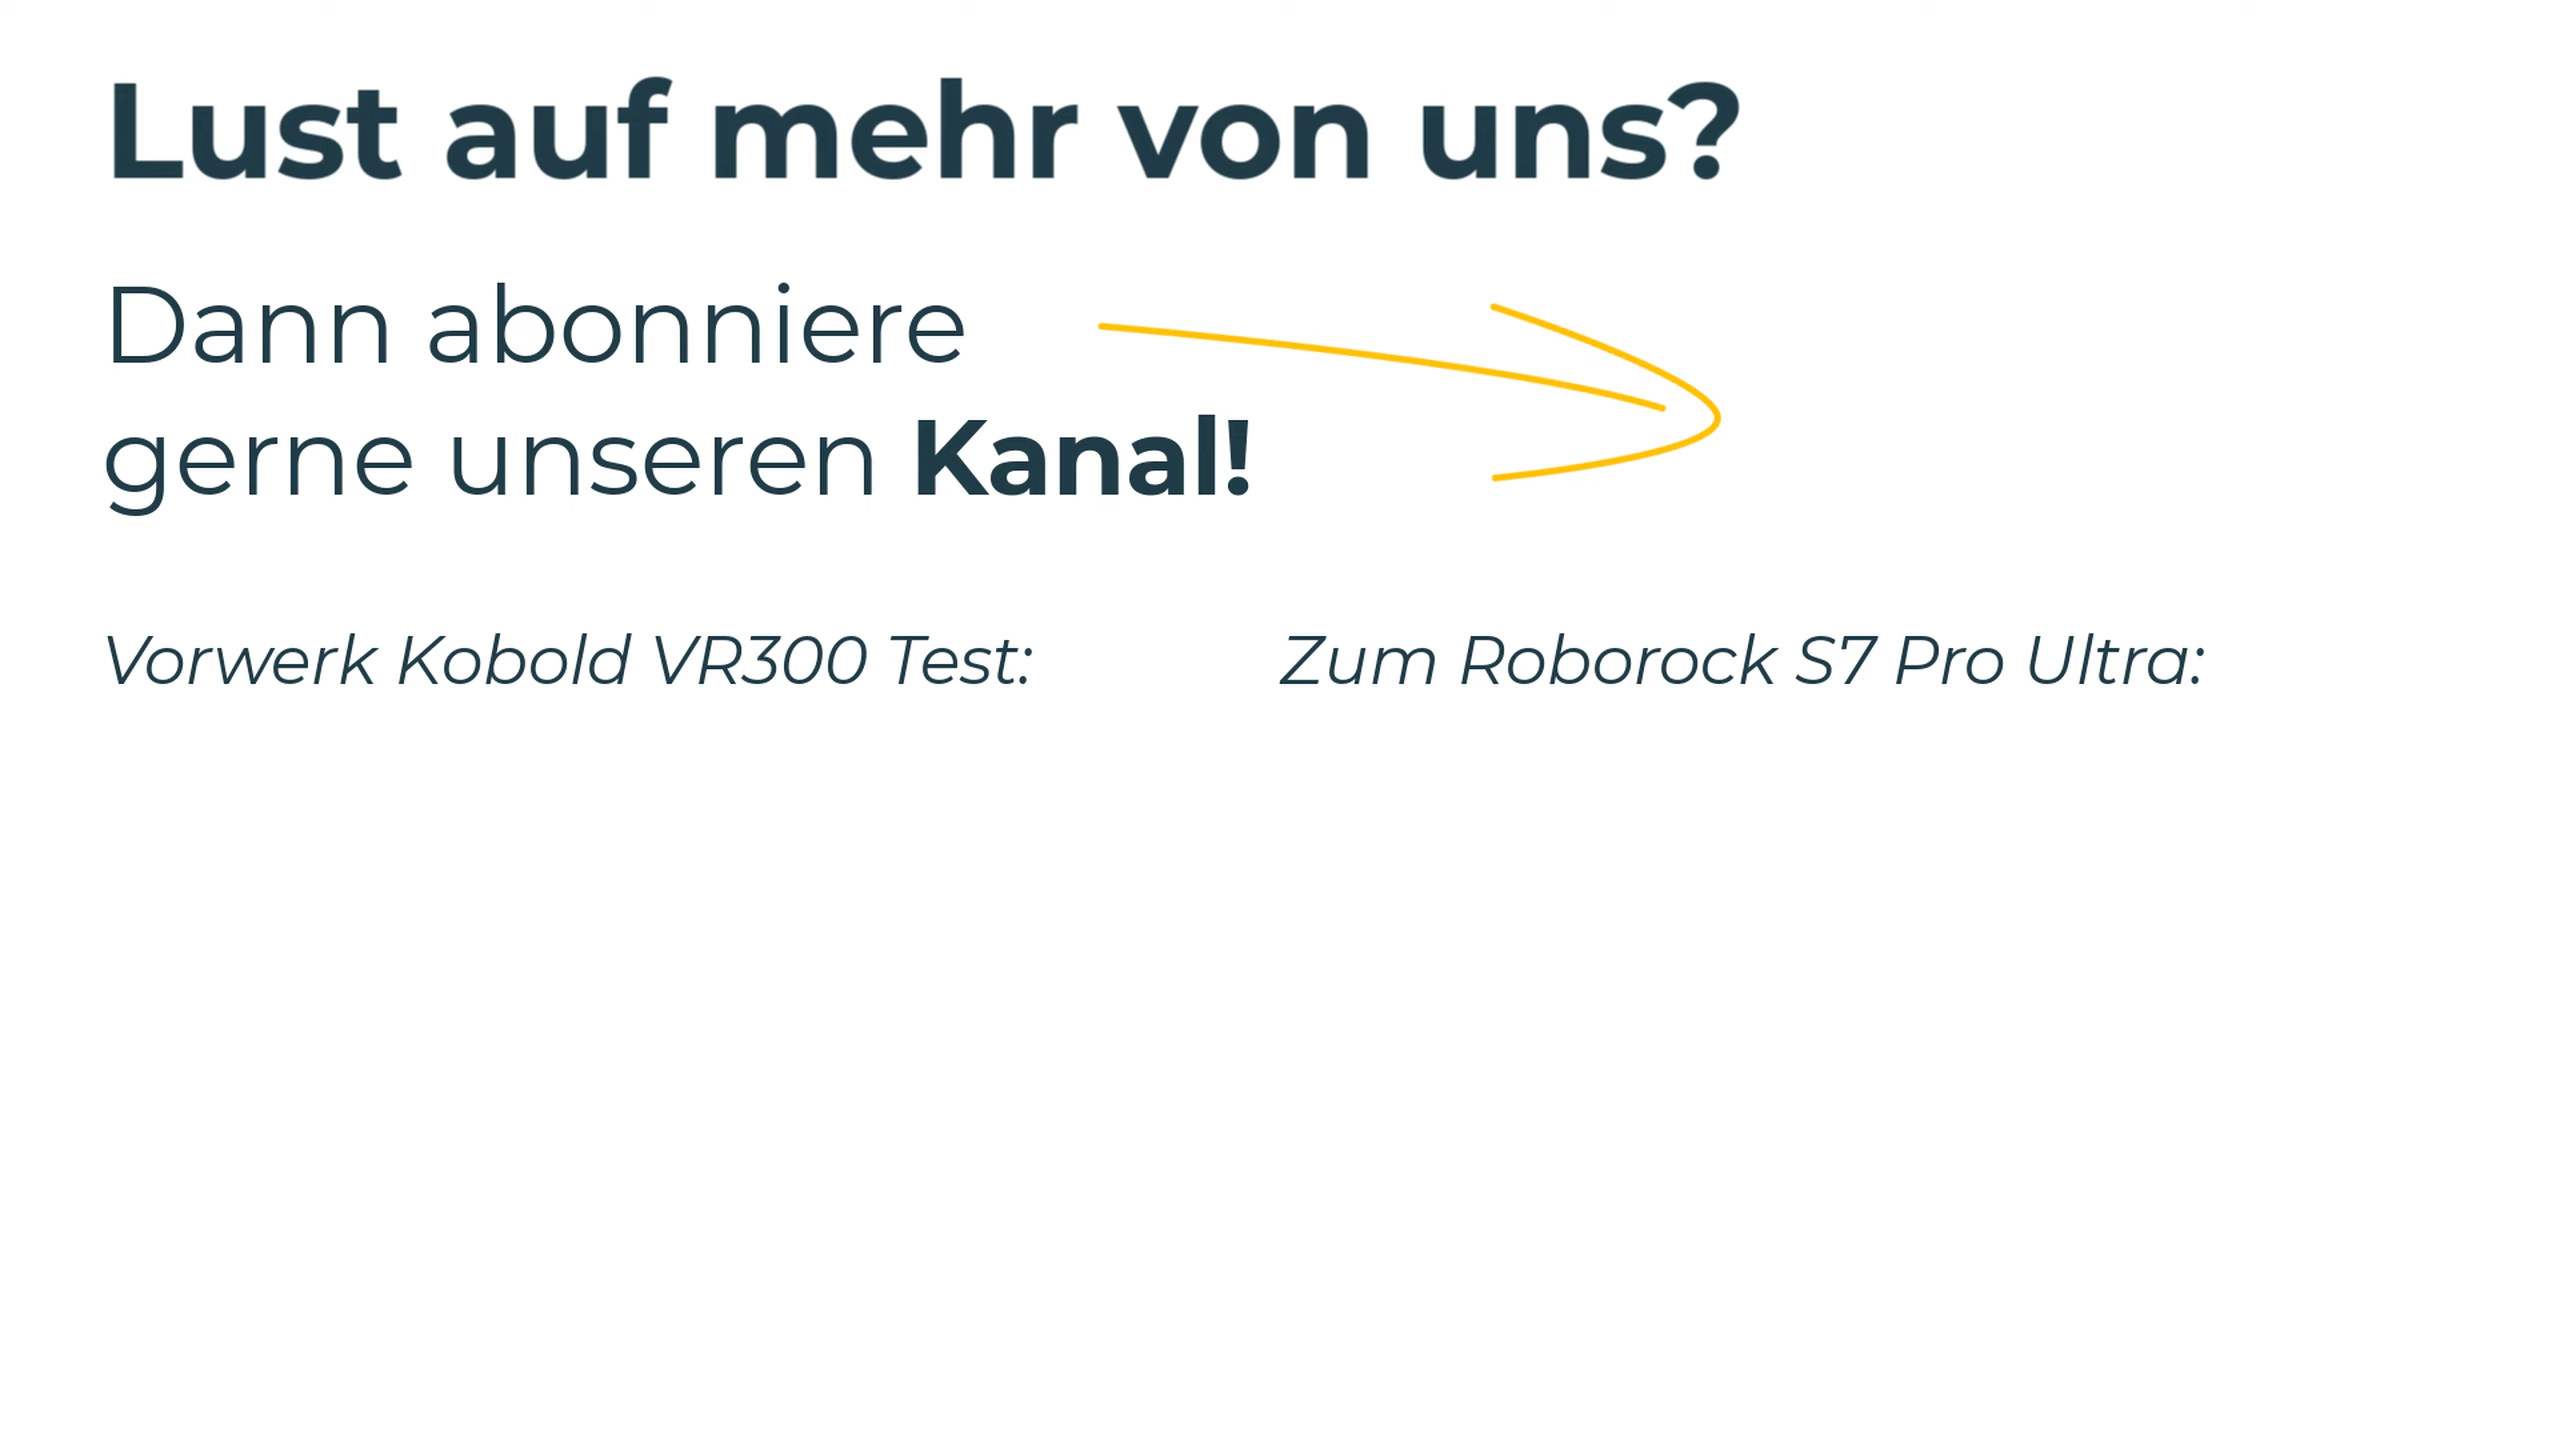 Lust auf mehr von uns?
Dann abonniere
gerne unseren Kanal!
Vorwerk Kobold VR300 Test:
Zum Roborock S7 Pro Ultra: